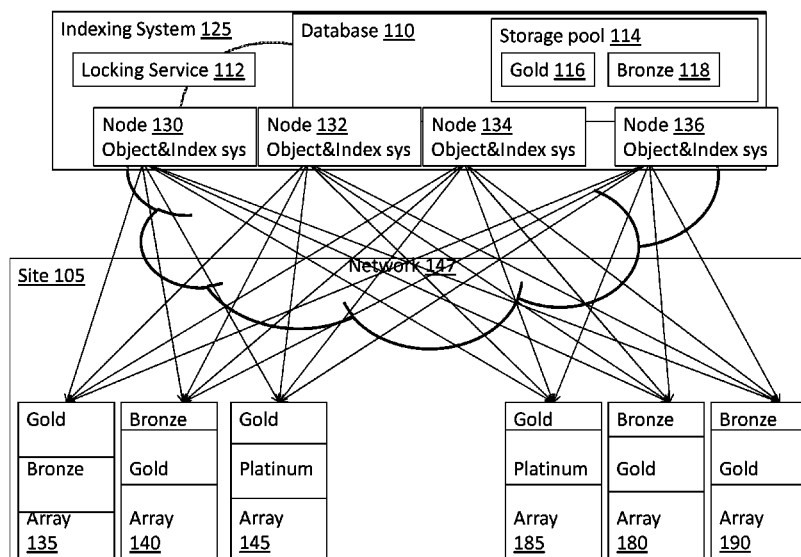 Indexing System 125
Database 110
Storage pool 114
Locking Service 112
Gold 116
Bronze 118
Node 130
Object&Index sys
Node 132
Object&Index sys
Node 134
Object&Index sys
Node 136
Object&Index sys
Network 147
Site 105
Gold
Bronze
Array
135
Bronze
Gold
Array
140
Gold
Platinum
Array
145
Gold
Platinum
Array
185
Bronze
Gold
Array
180
Bronze
Gold
Array
190